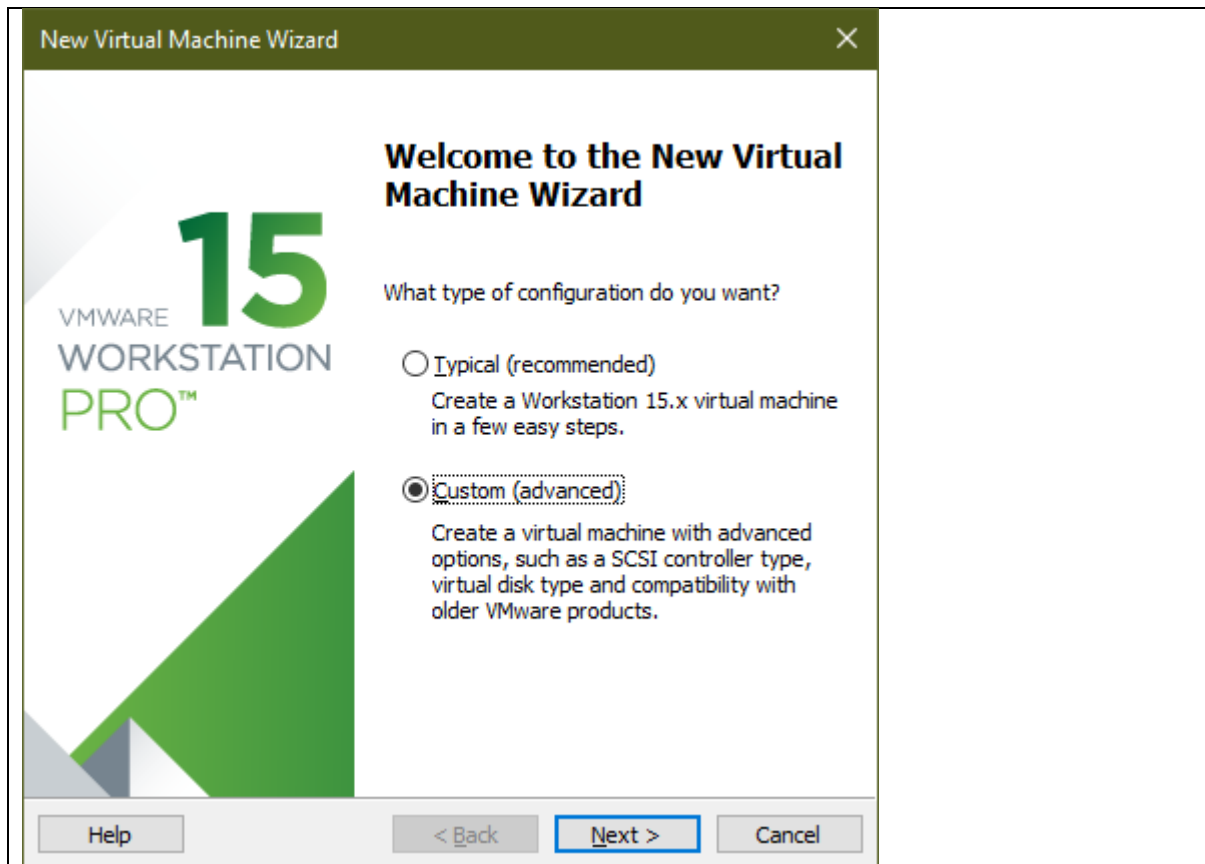 New Virtual Machine Wizard
Welcome to the New Virtual
Machine Wizard
15
VMWARE
WORKSTATION
PRO™
What type of configuration do you want?
Typical (recommended)
Create a Workstation 15.x virtual machine
in a few easy steps.
Custom (advanced)
Create a virtual machine with advanced
options, such as a SCSI controller type,
virtual disk type and compatibility with
older VMware products.
Help
< Back
Next >
Cancel